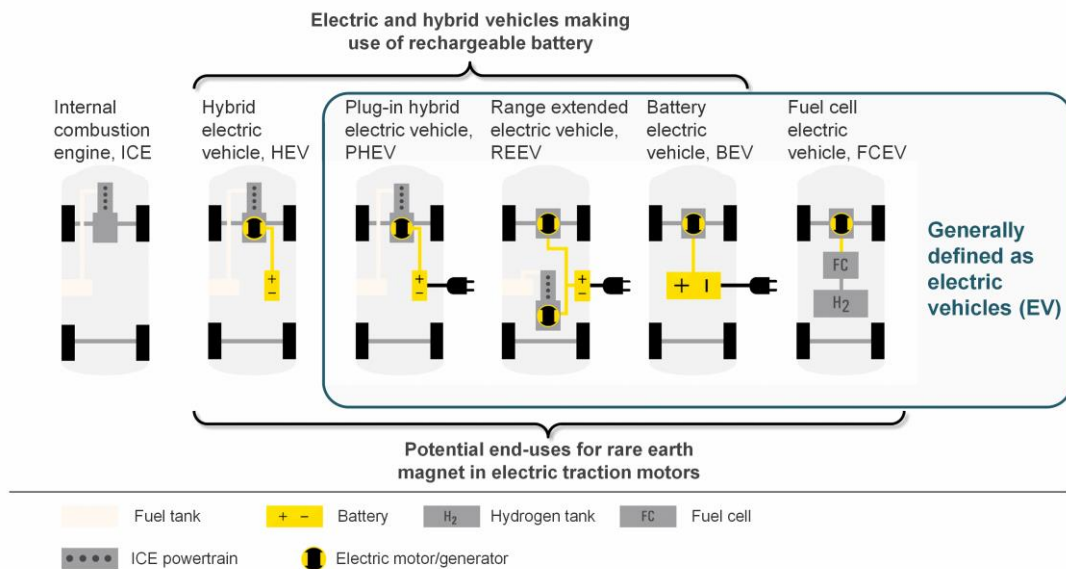 Electric and hybrid vehicles making
use of rechargeable battery
Internal
combustion
engine, ICE
Hybrid
electric
vehicle, HEV
Plug-in hybrid
electric vehicle,
PHEV
Range extended
electric vehicle,
REEV
Battery
electric
vehicle, BEV
Fuel cell
electric
vehicle, FCEV
+
-
+
-
+
-
+ -
FC
H2
Generally
defined as
electric
vehicles (EV)
Potential end-uses for rare earth
magnet in electric traction motors
Fuel tank
+ - Battery
H2 Hydrogen tank
FC Fuel cell
ICE powertrain
Electric motor/generator